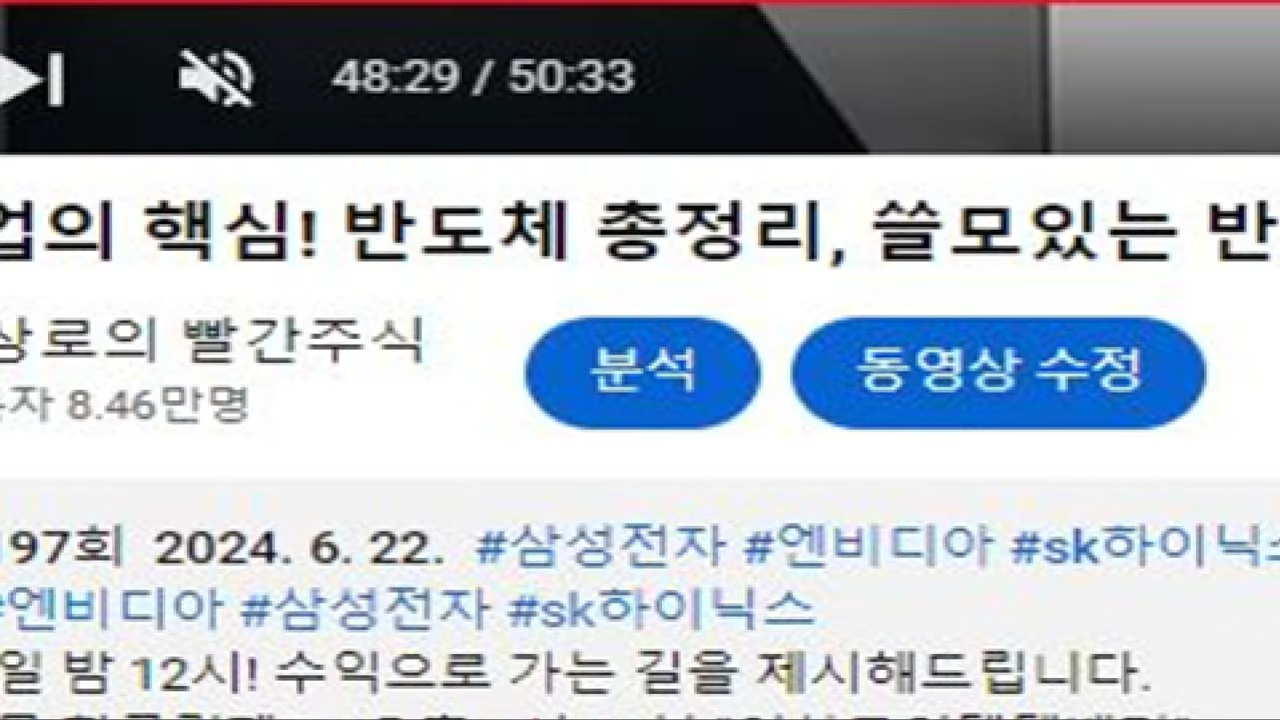 48:29 / 50:33
업의 핵심! 반도체 총정리, 쓸모있는 반
상로의 빨간주식
분석
동영상 수정
자 8.46만명
97회 2024. 6. 22. #삼성전자 #엔비디아 #sk하이닉스
#엔비디아 #삼성전자 #sk하이닉스
일 밤 12시! 수익으로 가는 길을 제시해드립니다.